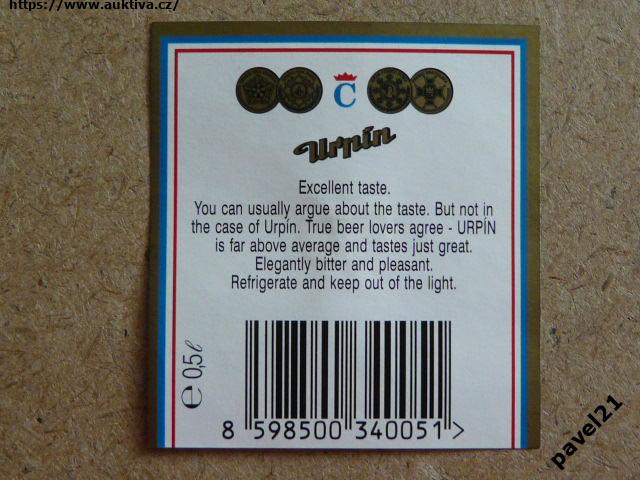 https://www.auktiva.cz/
C
Urpín
Excellent taste.
You can usually argue about the taste. But not in
the case of Urpín. True beer lovers agree - URPÍN
is far above average and tastes just great.
Elegantly bitter and pleasant.
Refrigerate and keep out of the light.
℮ 0,5ℓ
8 598500 340051 >
pavel21